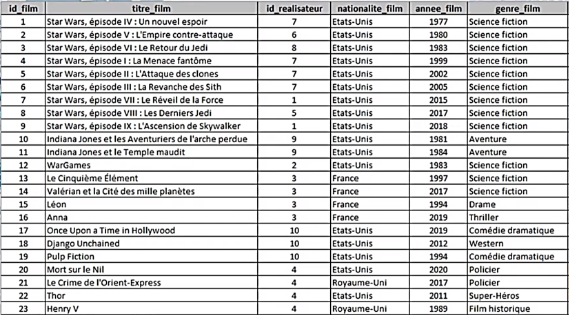 id_film titre_film id_realisateur nationalite_film annee_film genre_film
1 Star Wars, épisode IV : Un nouvel espoir 7 Etats-Unis 1977 Science fiction
2 Star Wars, épisode V : L'Empire contre-attaque 6 Etats-Unis 1980 Science fiction
3 Star Wars, épisode VI : Le Retour du Jedi 8 Etats-Unis 1983 Science fiction
4 Star Wars, épisode I : La Menace fantôme 7 Etats-Unis 1999 Science fiction
5 Star Wars, épisode II : L'Attaque des clones 7 Etats-Unis 2002 Science fiction
6 Star Wars, épisode III : La Revanche des Sith 7 Etats-Unis 2005 Science fiction
7 Star Wars, épisode VII : Le Réveil de la Force 1 Etats-Unis 2015 Science fiction
8 Star Wars, épisode VIII : Les Derniers Jedi 5 Etats-Unis 2017 Science fiction
9 Star Wars, épisode IX : L'Ascension de Skywalker 1 Etats-Unis 2018 Science fiction
10 Indiana Jones et les Aventuriers de l'arche perdue 9 Etats-Unis 1981 Aventure
11 Indiana Jones et le Temple maudit 9 Etats-Unis 1984 Aventure
12 WarGames 2 Etats-Unis 1983 Science fiction
13 Le Cinquième Élément 3 France 1997 Science fiction
14 Valérian et la Cité des mille planètes 3 France 2017 Science fiction
15 Léon 3 France 1994 Drame
16 Anna 3 France 2019 Thriller
17 Once Upon a Time in Hollywood 10 Etats-Unis 2019 Comédie dramatique
18 Django Unchained 10 Etats-Unis 2012 Western
19 Pulp Fiction 10 Etats-Unis 1994 Comédie dramatique
20 Mort sur le Nil 4 Etats-Unis 2020 Policier
21 Le Crime de l'Orient-Express 4 Royaume-Uni 2017 Policier
22 Thor 4 Etats-Unis 2011 Super-Héros
23 Henry V 4 Royaume-Uni 1989 Film historique